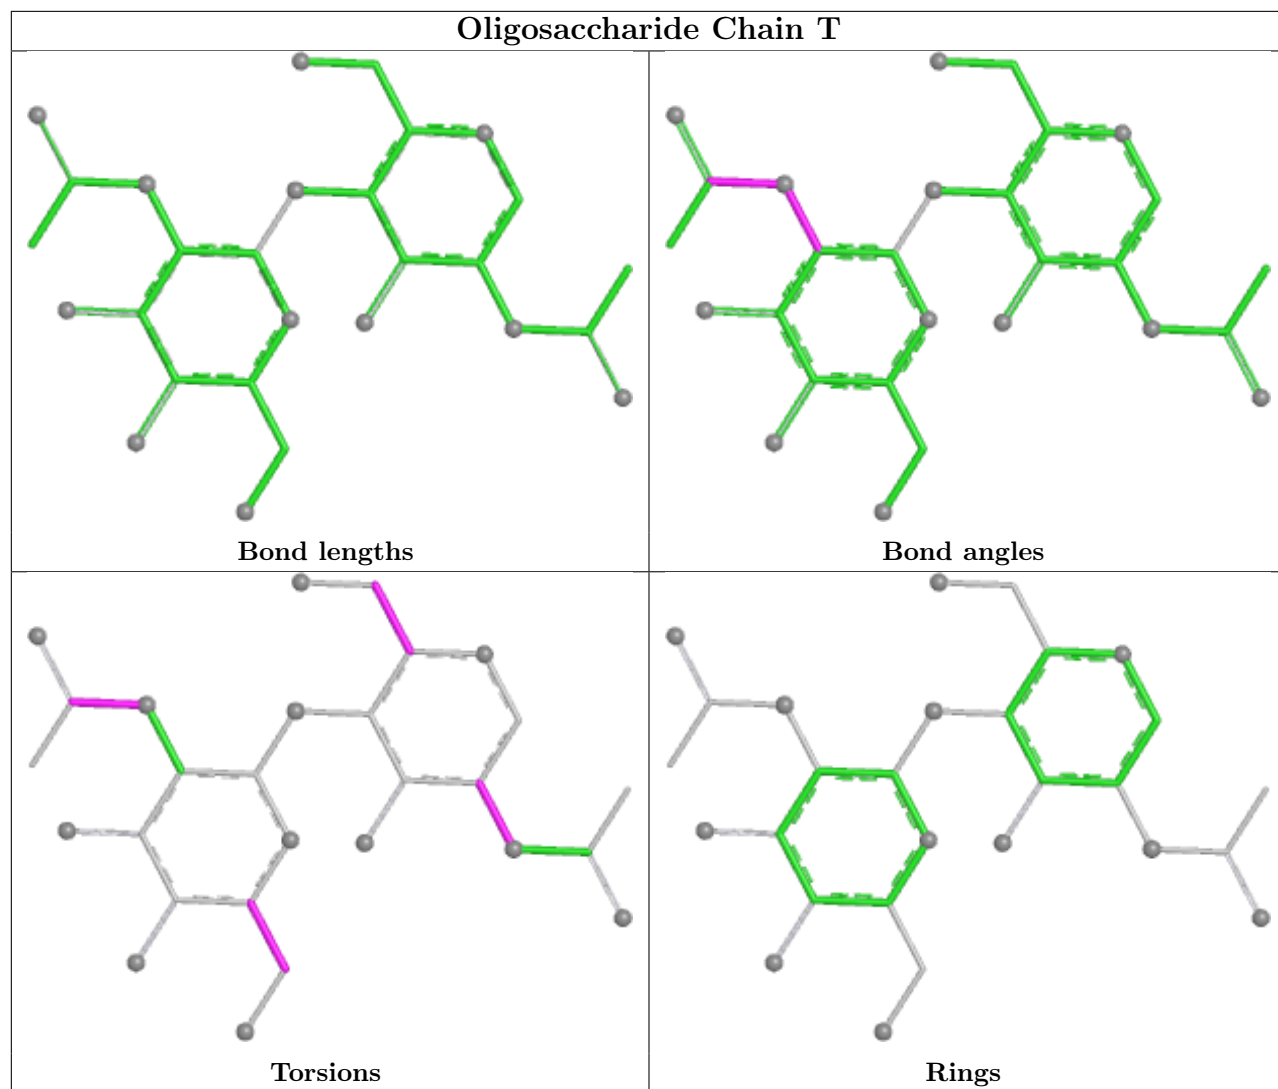 Oligosaccharide Chain T
Bond lengths
Bond angles
Torsions
Rings